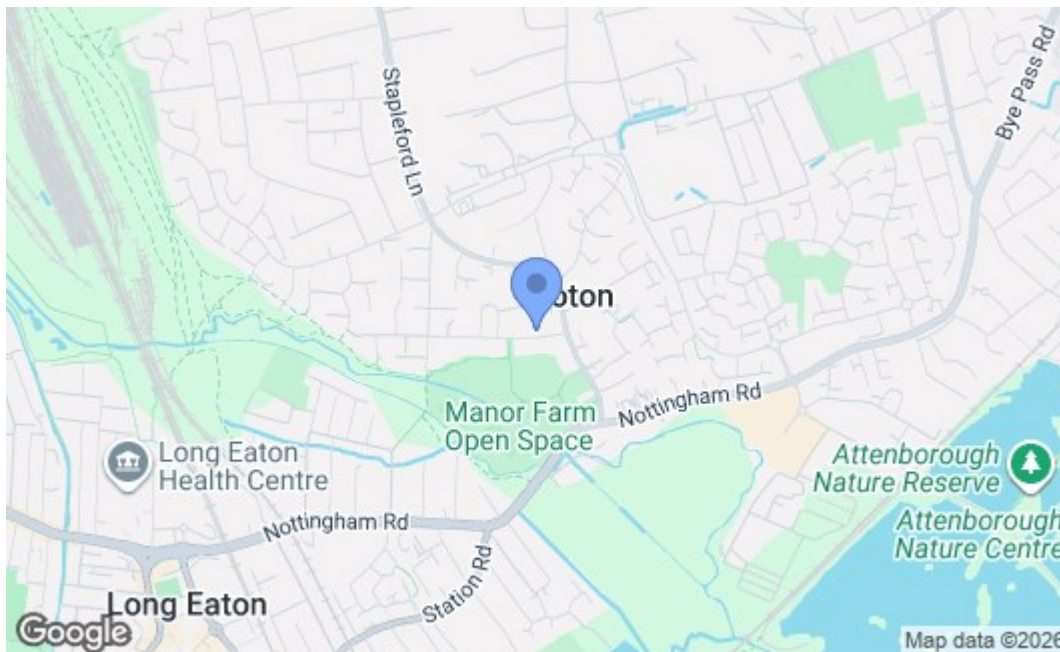 Stapleford Ln
Bye Pass Rd
oton
Manor Farm
Open Space
Nottingham Rd
Long Eaton
Health Centre
Attenborough
Nature Reserve
Attenborough
Nature Centre
Nottingham Rd
Station Rd
Long Eaton
Google
Map data ©2026